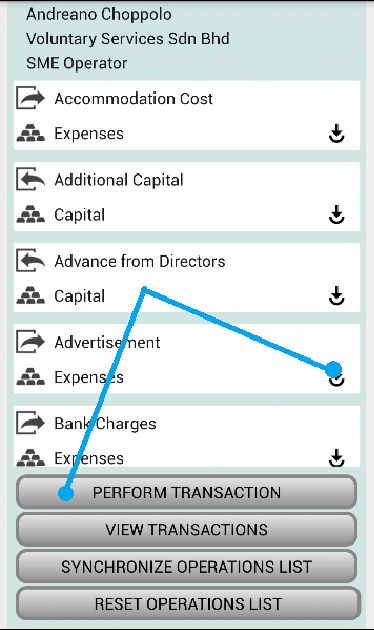 Andreano Choppolo
Voluntary Services Sdn Bhd
SME Operator
Accommodation Cost
Expenses
Additional Capital
Capital
Advance from Directors
Capital
Advertisement
Expenses
Bank Charges
Expenses
PERFORM TRANSACTION
VIEW TRANSACTIONS
SYNCHRONIZE OPERATIONS LIST
RESET OPERATIONS LIST